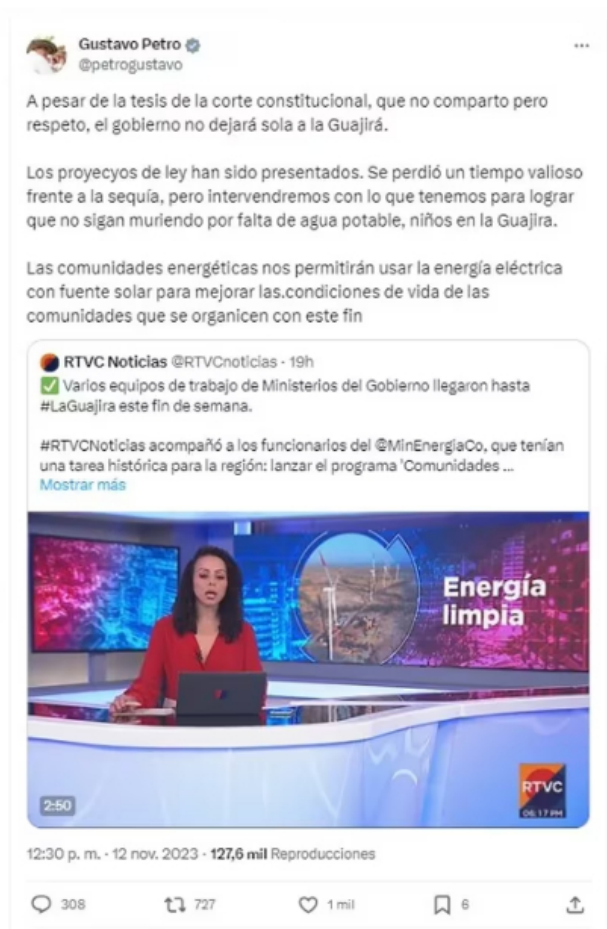 Gustavo Petro
@petrogustavo
A pesar de la tesis de la corte constitucional, que no comparto pero
respeto, el gobierno no dejará sola a la Guajirá.
Los proyecyos de ley han sido presentados. Se perdió un tiempo valioso
frente a la sequía, pero intervendremos con lo que tenemos para lograr
que no sigan muriendo por falta de agua potable, niños en la Guajira.
Las comunidades energéticas nos permitirán usar la energía eléctrica
con fuente solar para mejorar las.condiciones de vida de las
comunidades que se organicen con este fin
RTVC Noticias @RTVCnoticias · 19h
Varios equipos de trabajo de Ministerios del Gobierno llegaron hasta
#LaGuajira este fin de semana.
#RTVCNoticias acompañó a los funcionarios del @MinEnergiaCo, que tenían
una tarea histórica para la región: lanzar el programa 'Comunidades ...
Mostrar más
Energía
limpia
2:50
RTVC
06:17 PM
12:30 p. m. · 12 nov. 2023 · 127,6 mil Reproducciones
308 727 1 mil 6